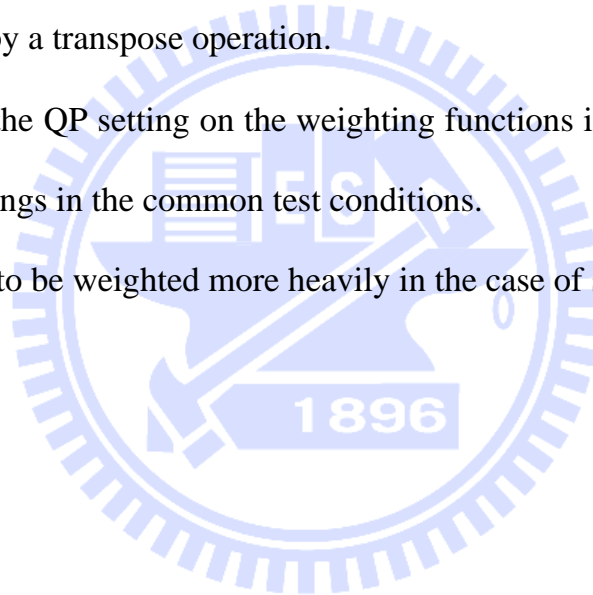 by a transpose operation.
the QP setting on the weighting functions i
ngs in the common test conditions.
to be weighted more heavily in the case of
E S
1896